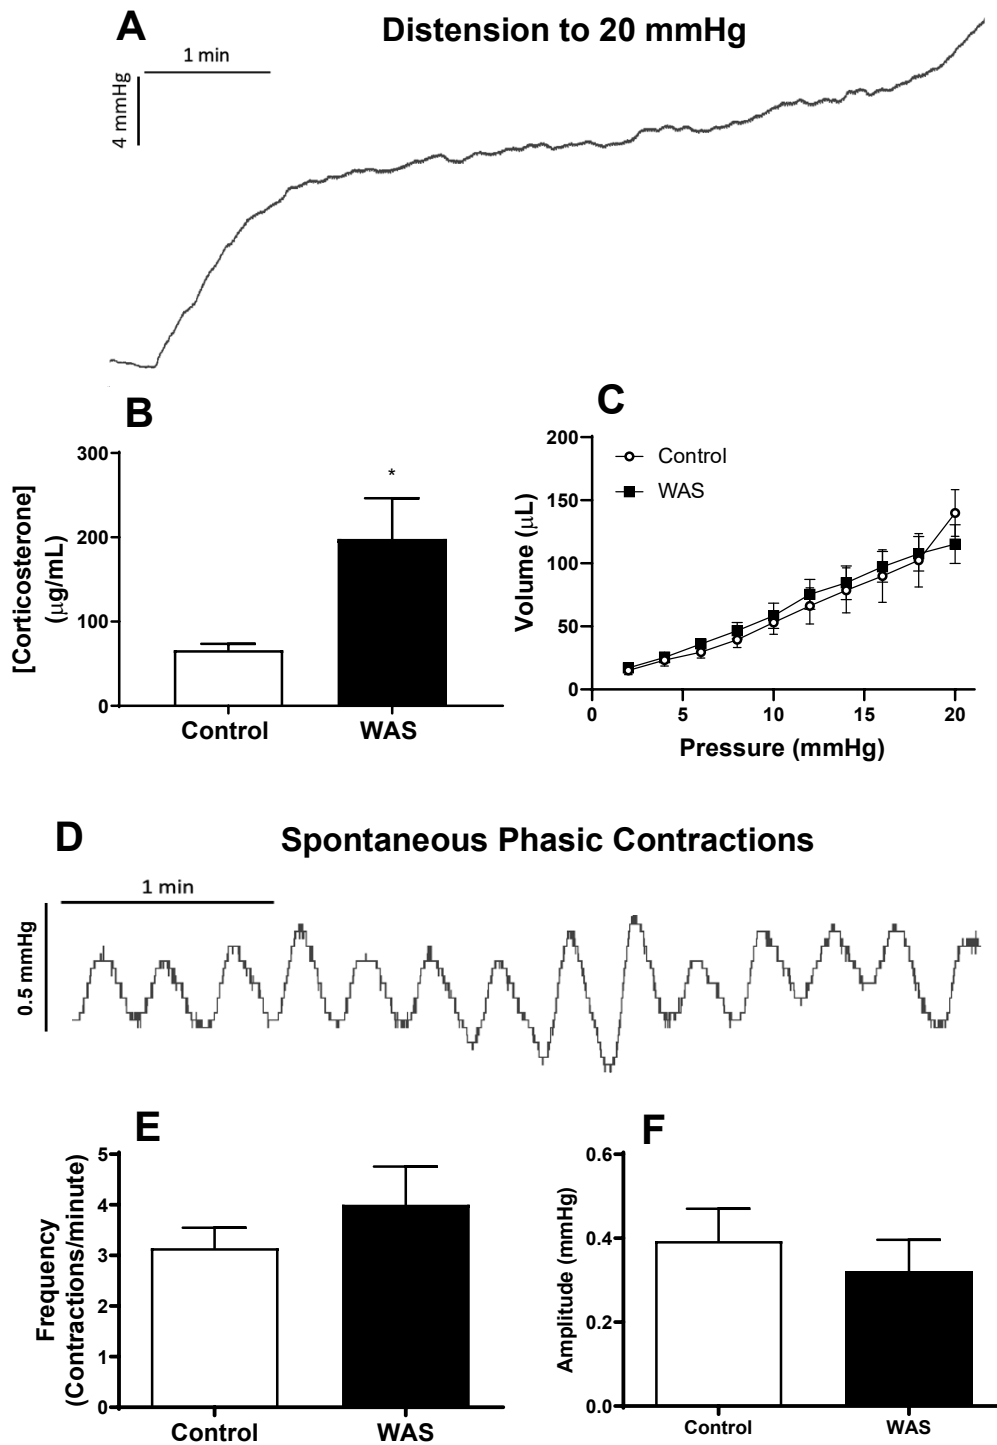 A
Distension to 20 mmHg
1 min
4 mmHg
B
[Corticosterone]
(μg/mL)
300
200
100
0
*
Control
WAS
C
Volume (μL)
200
150
100
50
0
Control
WAS
0
5
10
15
20
Pressure (mmHg)
D
Spontaneous Phasic Contractions
1 min
0.5 mmHg
E
Frequency
(Contractions/minute)
5
4
3
2
1
0
Control
WAS
F
Amplitude (mmHg)
0.6
0.4
0.2
0.0
Control
WAS